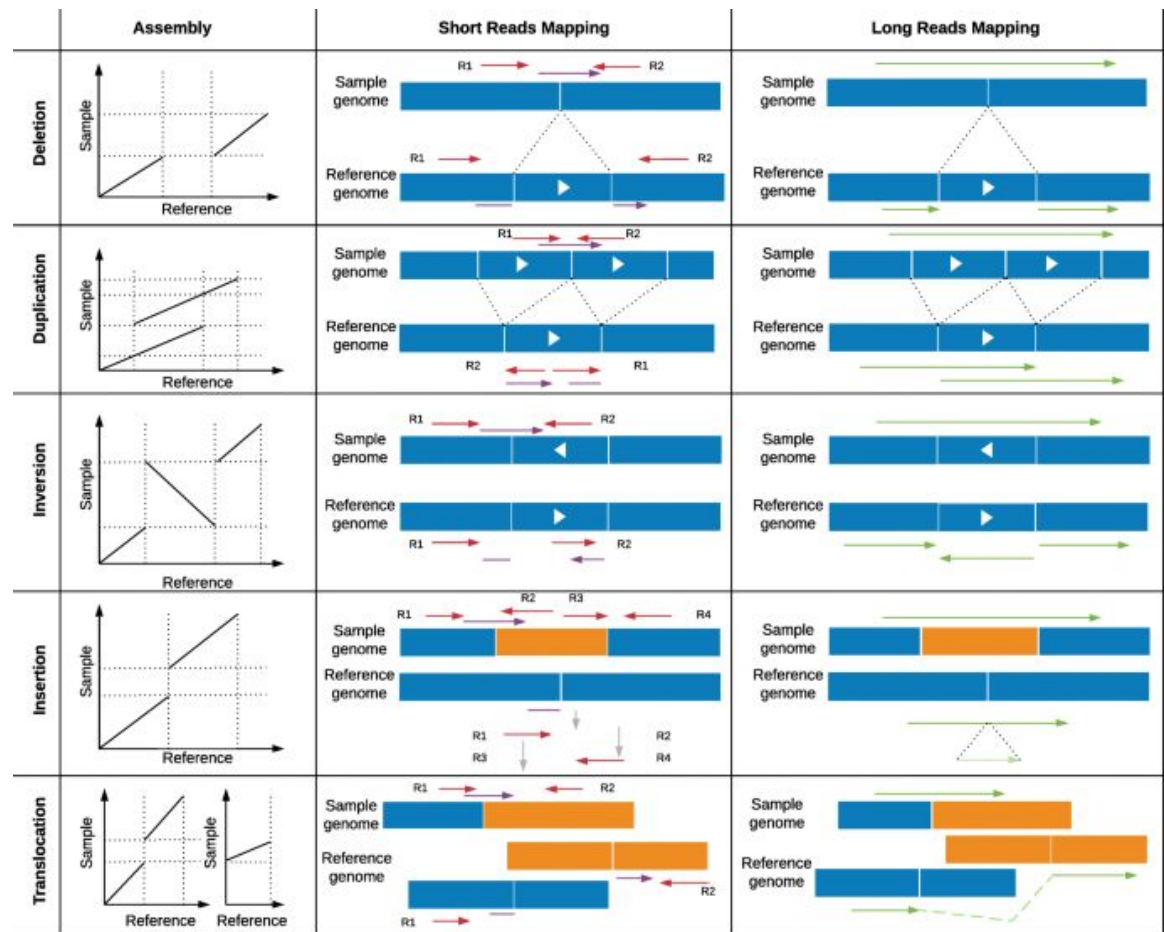 Assembly
Short Reads Mapping
Long Reads Mapping
Deletion
Sample
Reference
R1
R2
Sample
genome
R1
R2
Reference
genome
Sample
genome
Reference
genome
Duplication
Sample
Reference
R1
R2
Sample
genome
Reference
genome
R2
R1
Sample
genome
Reference
genome
Inversion
Sample
Reference
R1
R2
Sample
genome
Reference
genome
R1
R2
Sample
genome
Reference
genome
Insertion
Sample
Reference
R1
R2
R3
R4
Sample
genome
Reference
genome
R1
R2
R3
R4
Sample
genome
Reference
genome
Translocation
Sample
Reference
Sample
Reference
R1
R2
Sample
genome
Reference
genome
R2
R1
Sample
genome
Reference
genome